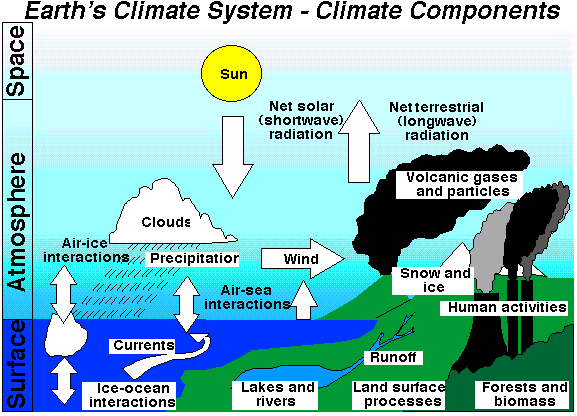 Earth's Climate System - Climate Components
Space
Sun
Net solar
(shortwave)
radiation
Net terrestrial
(longwave)
radiation
Atmosphere
Volcanic gases
and particles
Clouds
Air-ice
interactions
Precipitation
Wind
Snow and
ice
Air-sea
interactions
Human activities
Surface
Currents
Runoff
Ice-ocean
interactions
Lakes and
rivers
Land surface
processes
Forests and
biomass